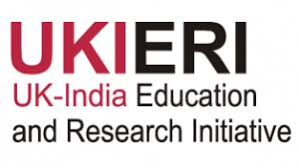 UKIERI
UK-India Education
and Research Initiative